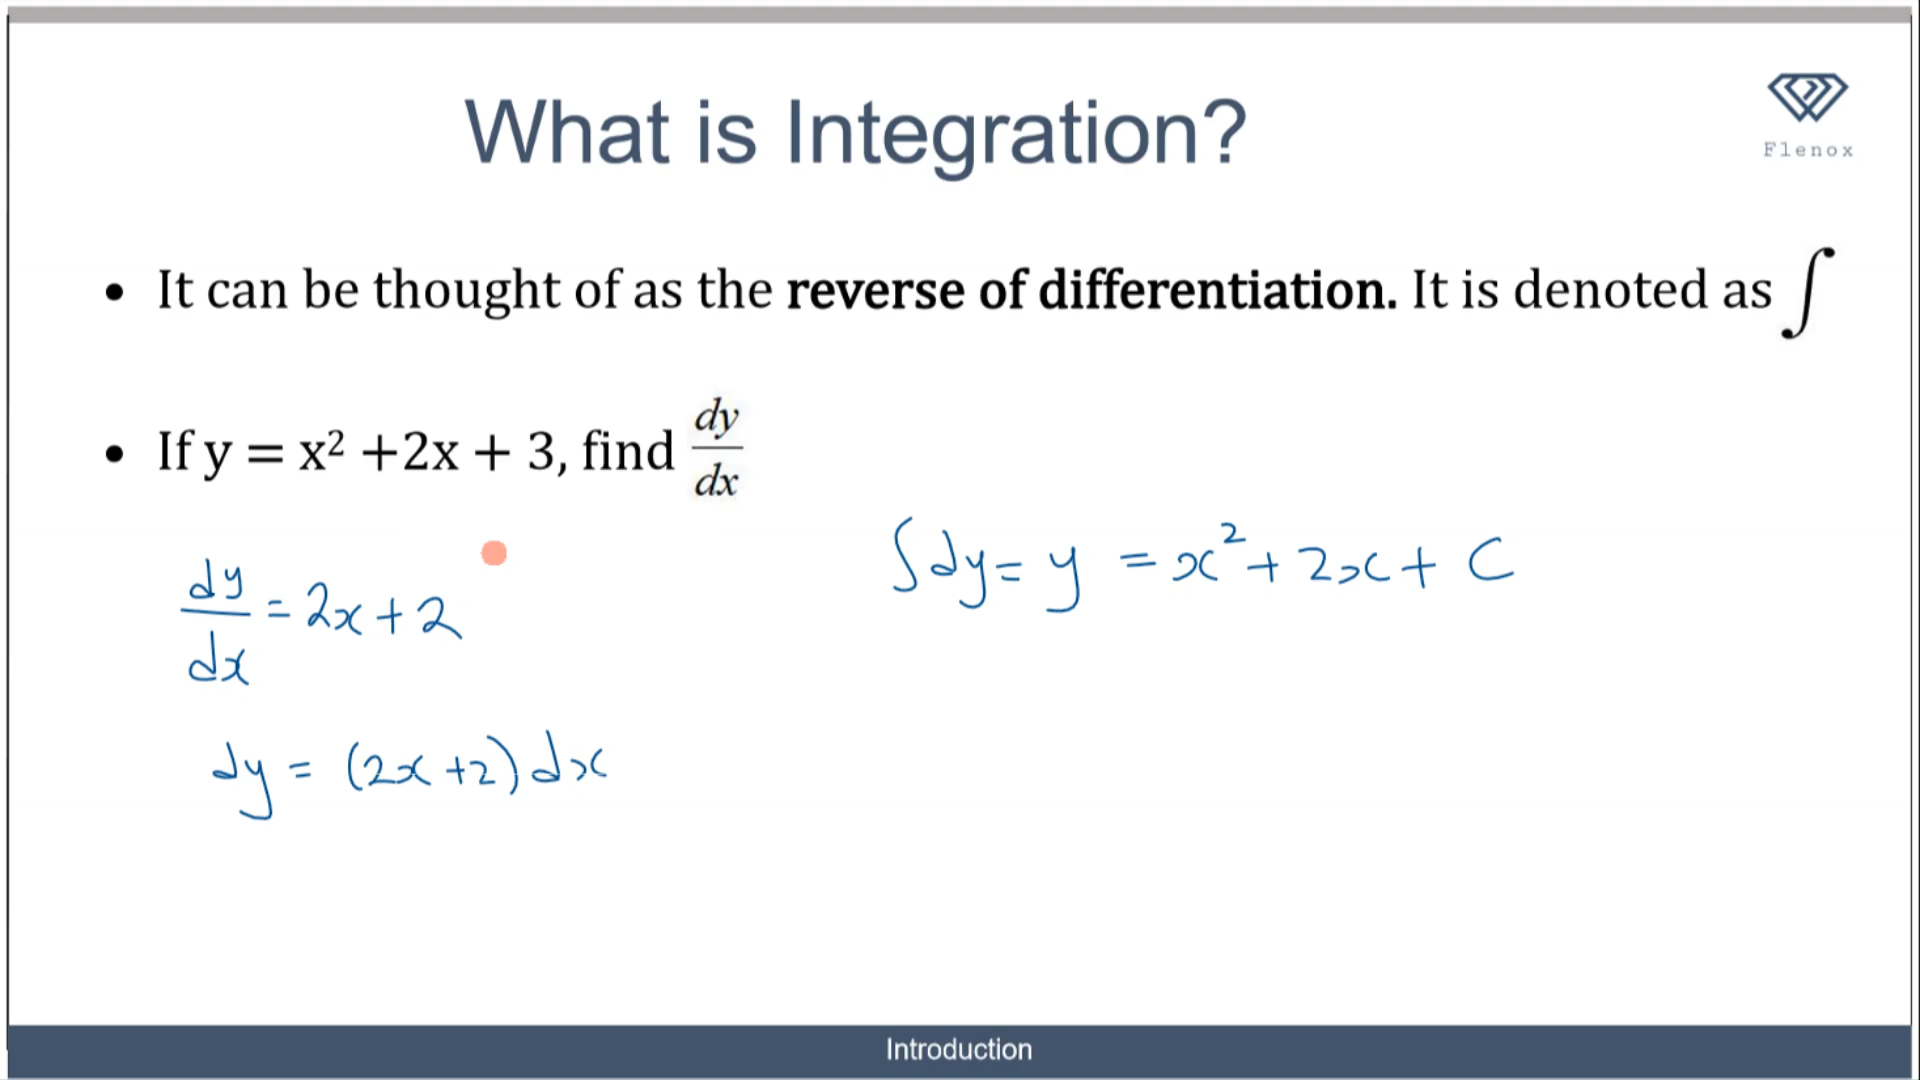 What is Integration?
Flenox
• It can be thought of as the reverse of differentiation. It is denoted as ∫
• If y = x² +2x + 3, find dy/dx
∫dy = y = x² + 2x + C
dy/dx = 2x + 2
dy = (2x + 2) dx
Introduction